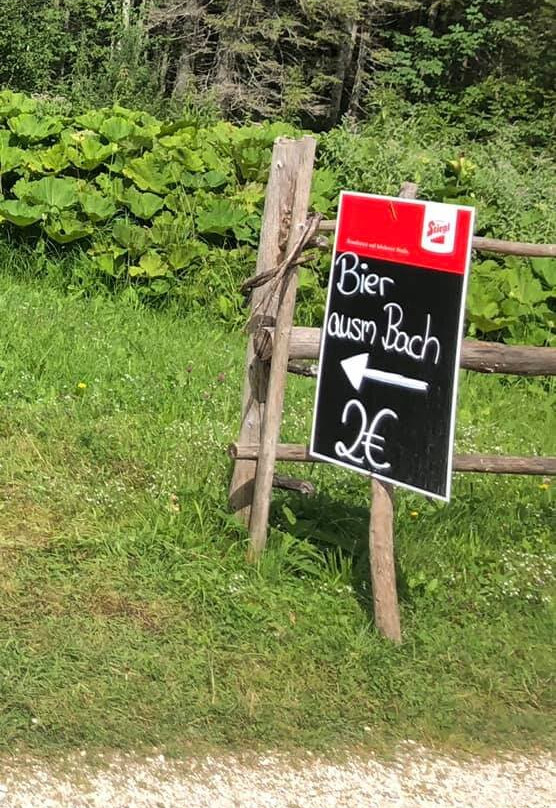 Stiegl
Bier
ausm Bach
2€